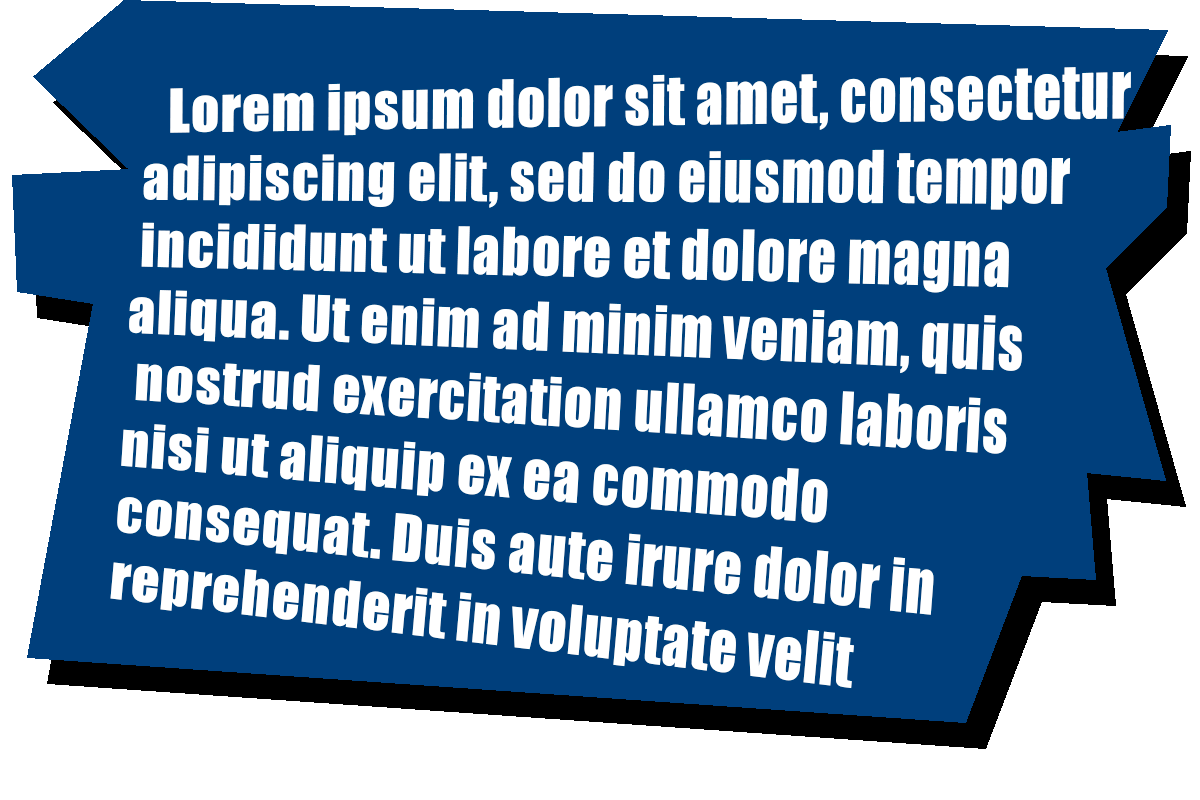 Lorem ipsum dolor sit amet, consectetur
adipiscing elit, sed do eiusmod tempor
incididunt ut labore et dolore magna
aliqua. Ut enim ad minim veniam, quis
nostrud exercitation ullamco laboris
nisi ut aliquip ex ea commodo
consequat. Duis aute irure dolor in
reprehenderit in voluptate velit